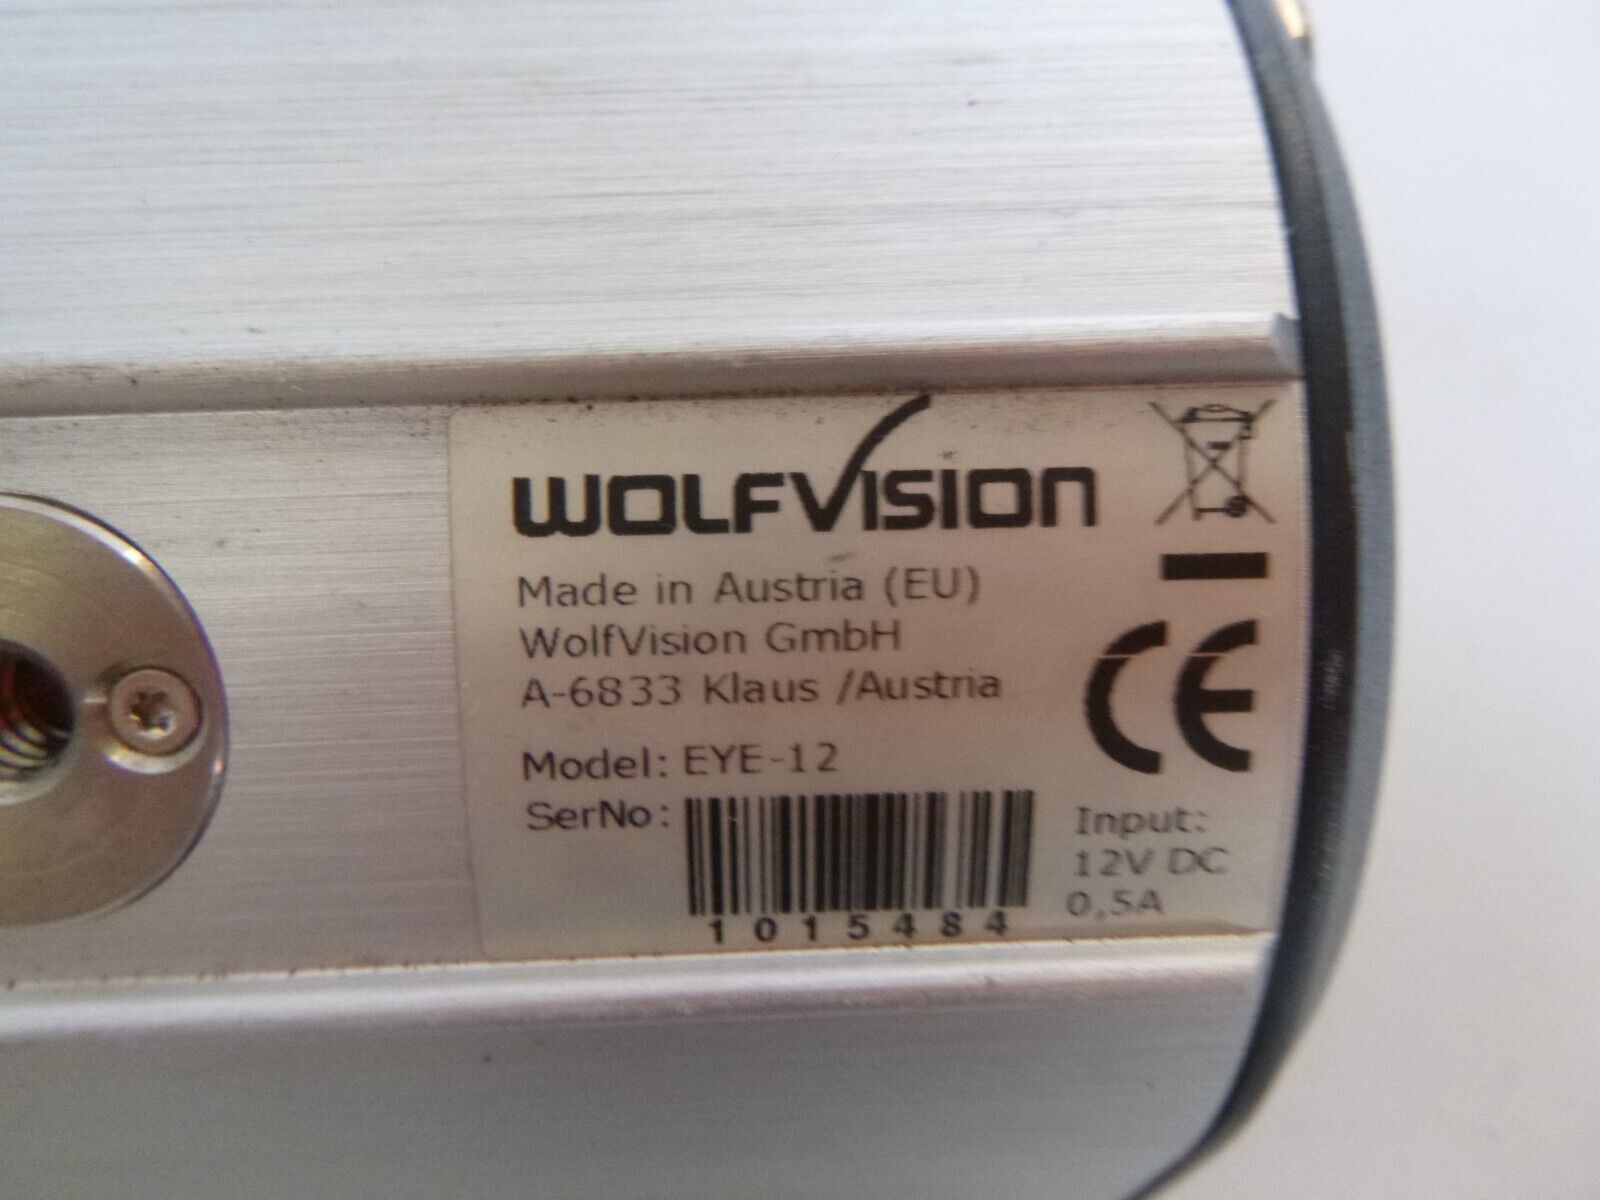 WOLFVISION
Made in Austria (EU)
WolfVision GmbH
A-6833 Klaus /Austria
Model: EYE-12
SerNo:
1015484
CE
Input:
12V DC
0,5A